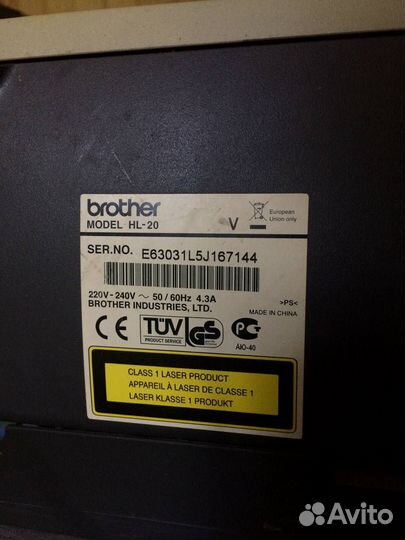 brother
MODEL HL-20
V
European
Union only
SER.NO. E63031L5J167144
220V-240V ~ 50/60Hz 4.3A
>PS<
BROTHER INDUSTRIES, LTD.
MADE IN CHINA
CE
TÜV
PRODUCT SERVICE
GS
АЮ-40
CLASS 1 LASER PRODUCT
APPAREIL À LASER DE CLASSE 1
LASER KLASSE 1 PRODUKT
Avito